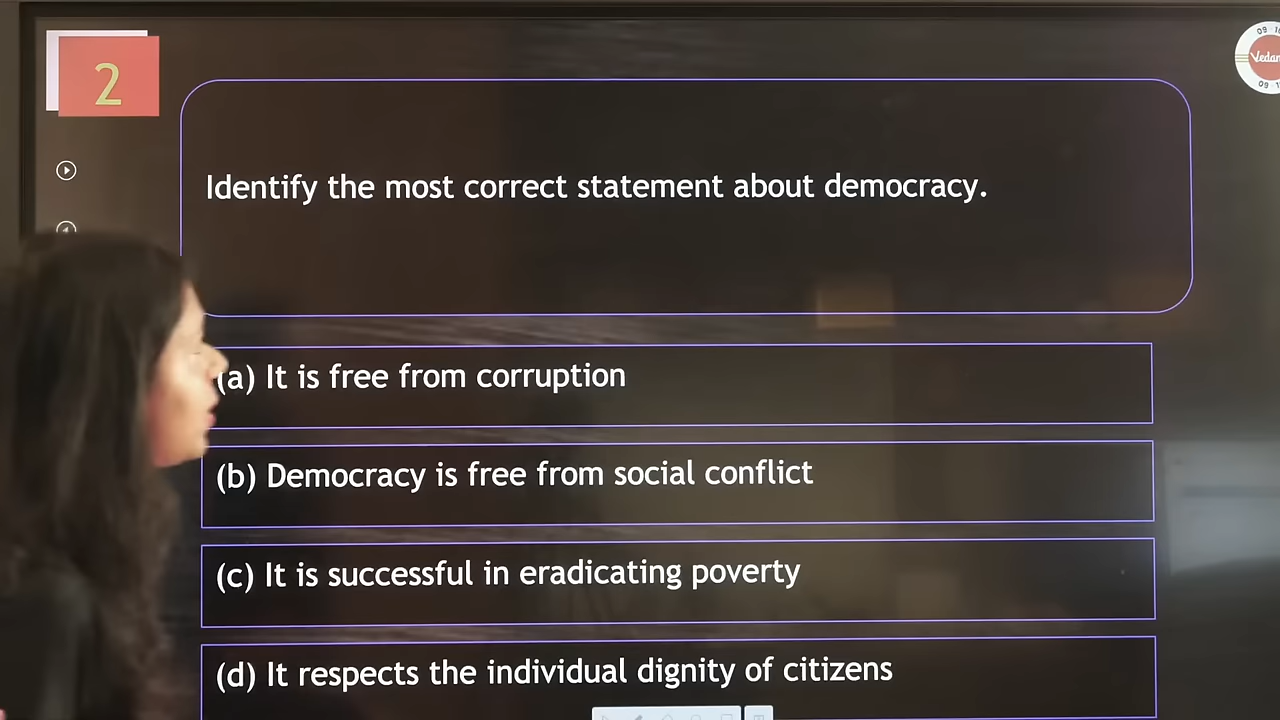 2
Identify the most correct statement about democracy.
(a) It is free from corruption
(b) Democracy is free from social conflict
(c) It is successful in eradicating poverty
(d) It respects the individual dignity of citizens